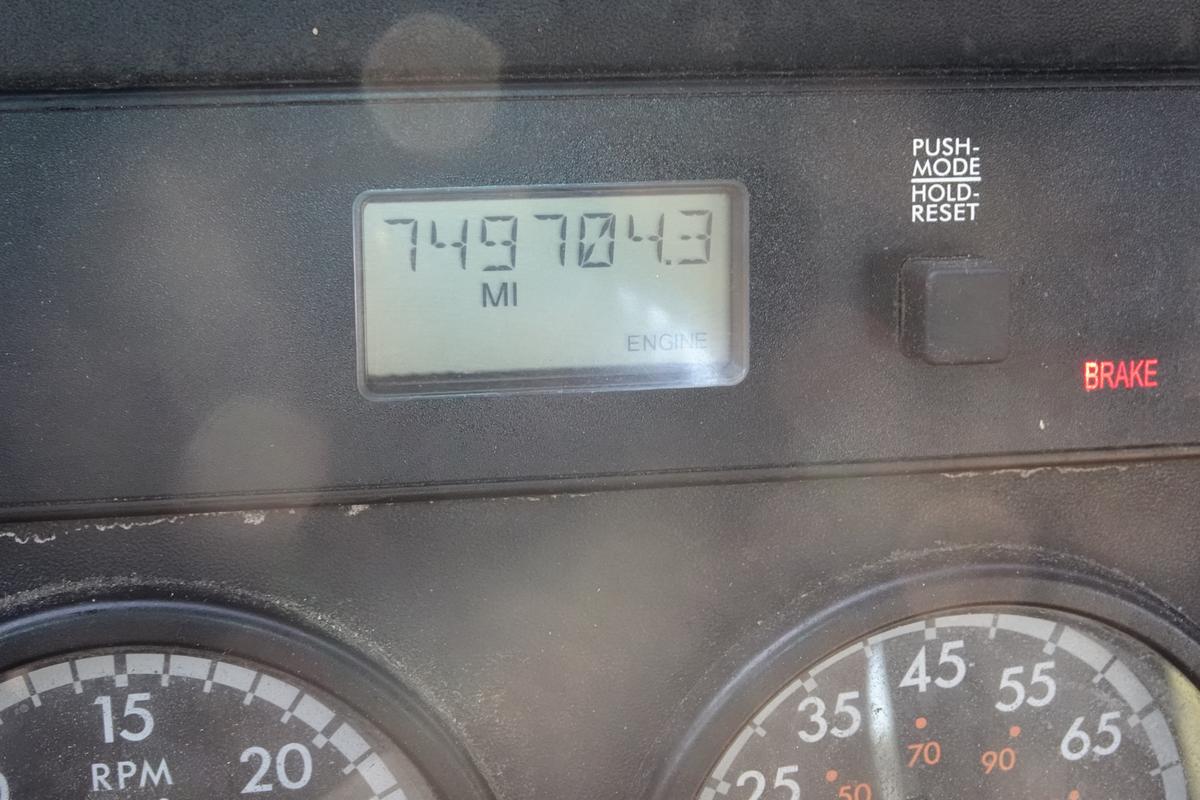 PUSH-
MODE
HOLD-
RESET
749704.3
MI
ENGINE
BRAKE
15
20
RPM
25
35
45
55
65
50
70
90